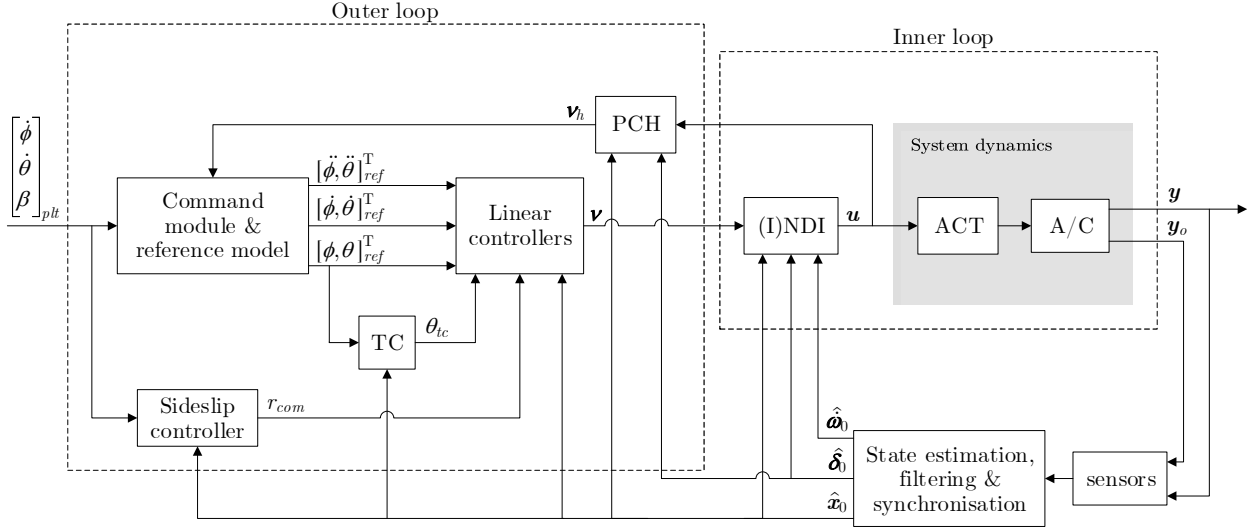 Outer loop
Inner loop
[ϕ̇ θ̇ β]plt
PCH
νh
System dynamics
[ϕ̈, θ̈]ᵀref
[ϕ̇, θ̇]ᵀref
[ϕ, θ]ᵀref
Command
module &
reference model
Linear
controllers
ν
(I)NDI
u
ACT
A/C
y
yo
TC
θtc
Sideslip
controller
rcom
ω̇̂0
δ̂0
x̂0
State estimation,
filtering &
synchronisation
sensors